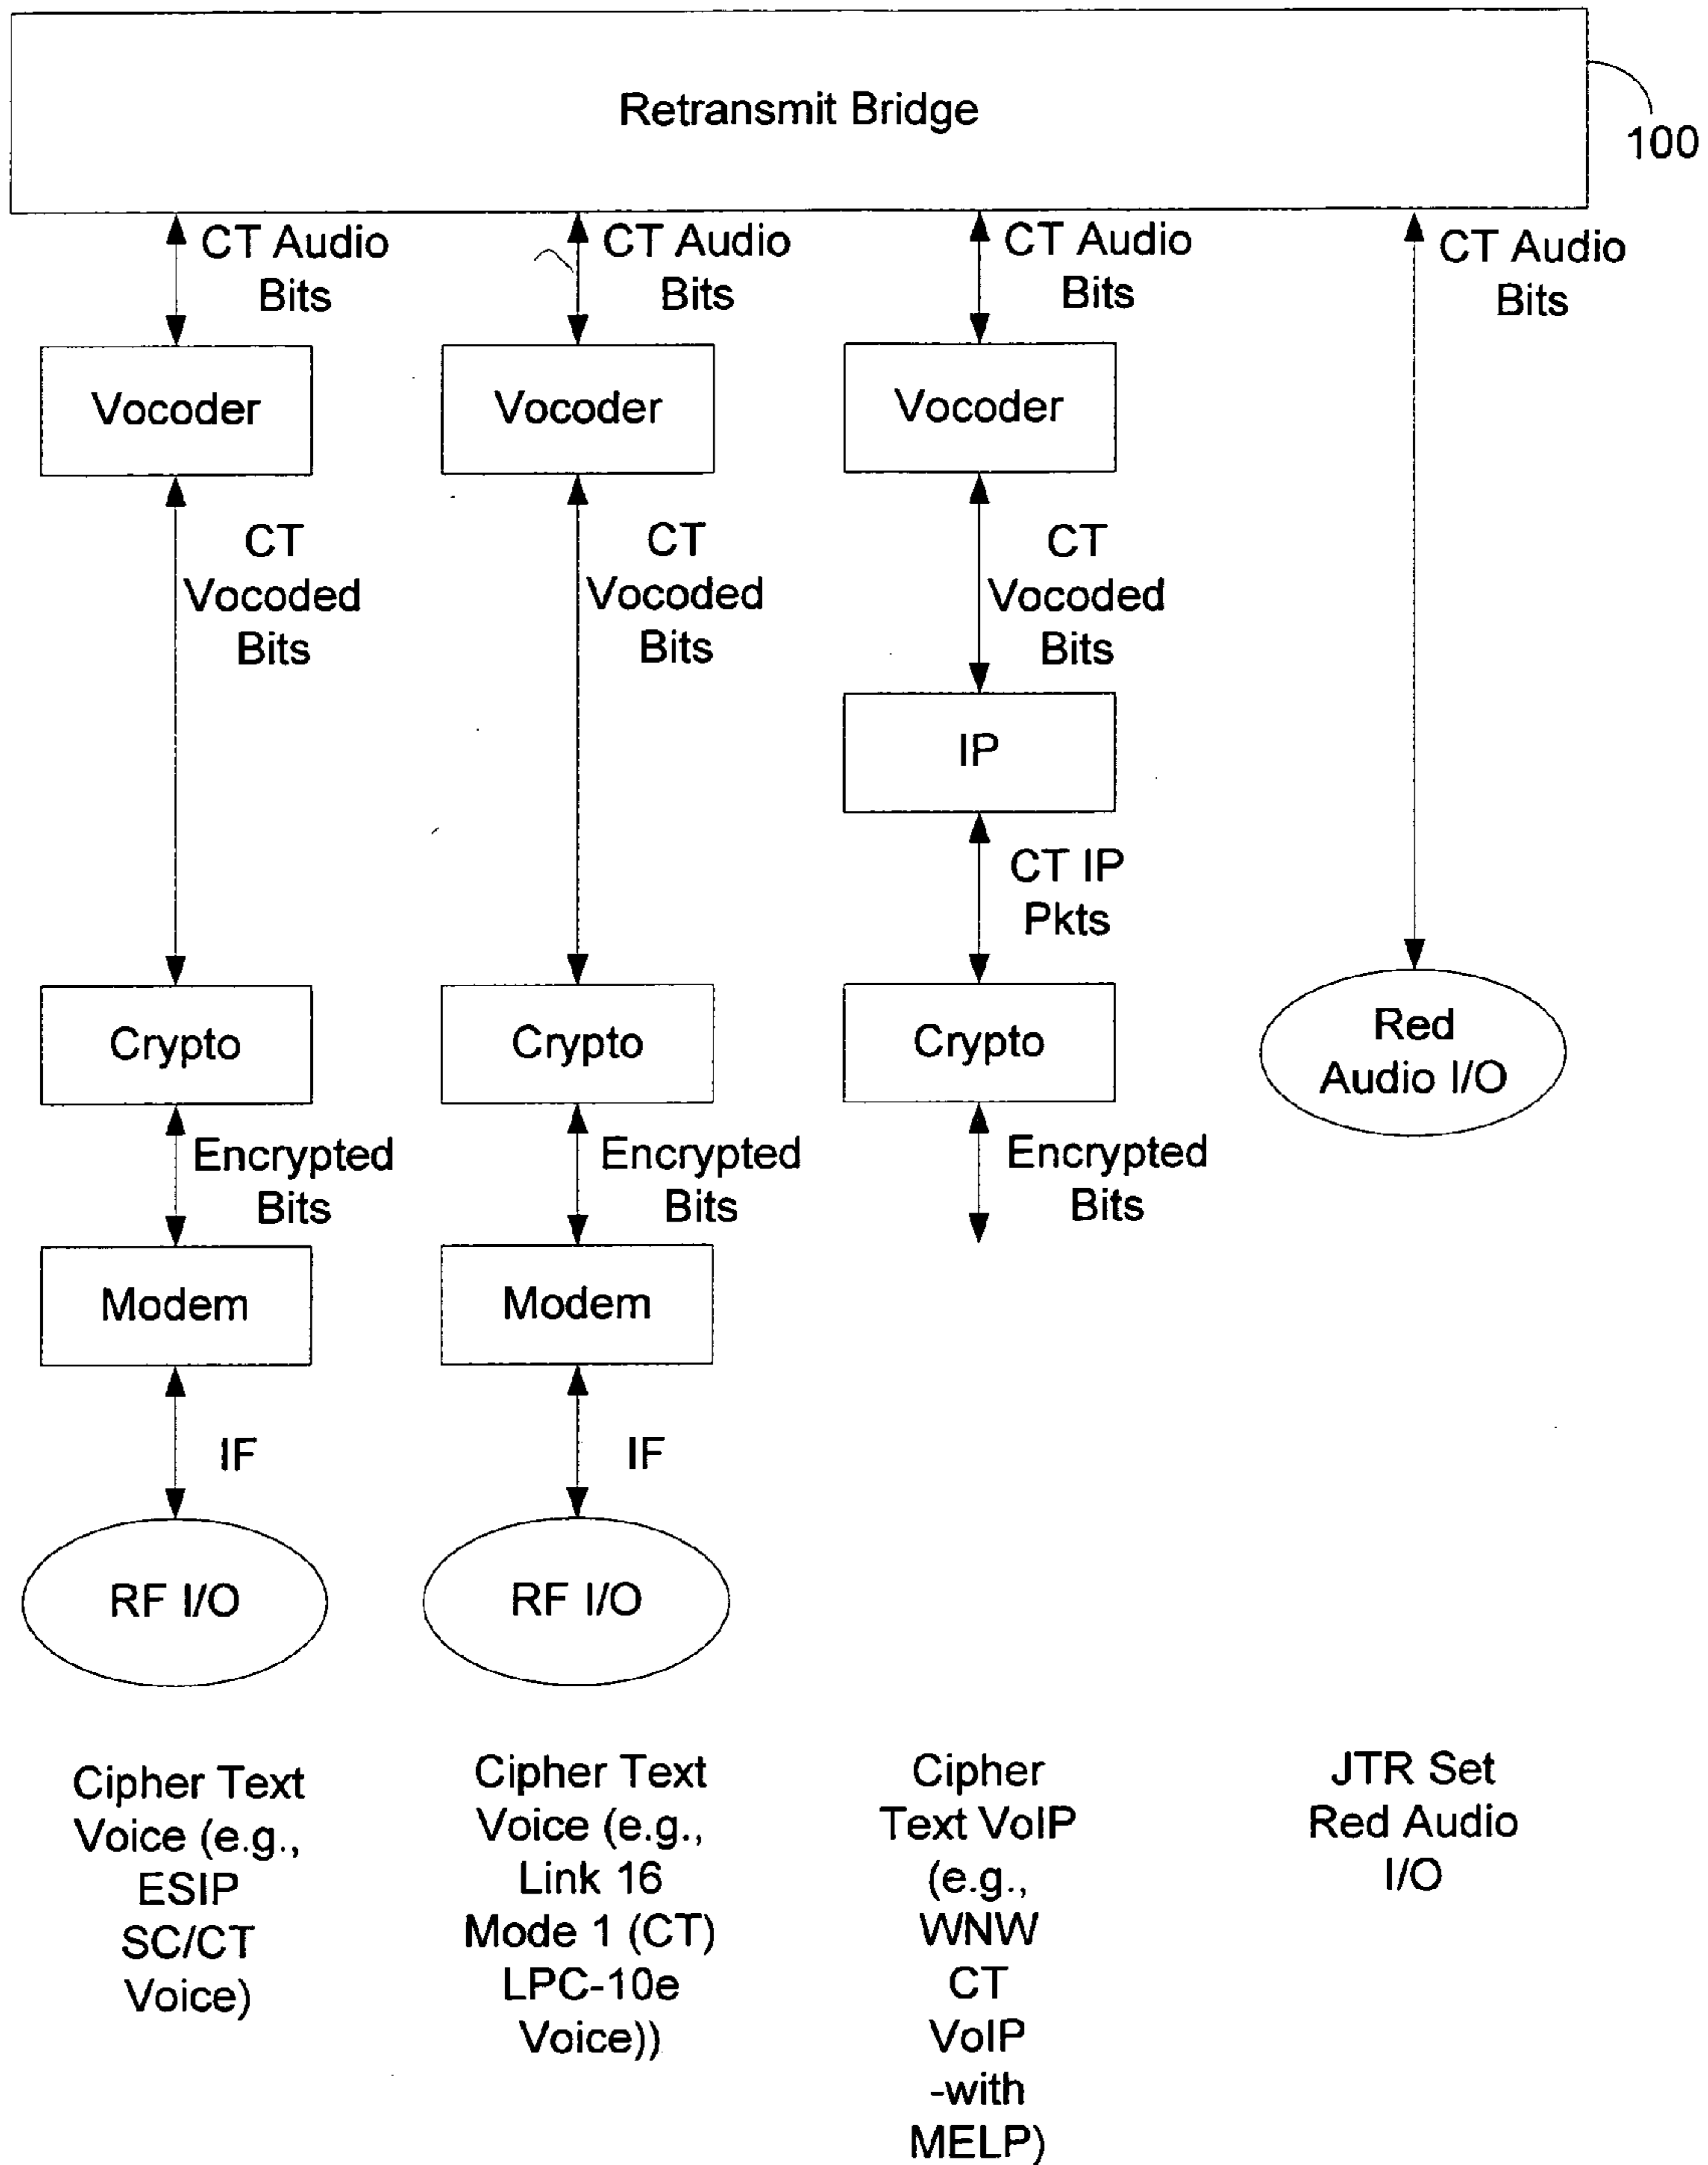 Retransmit Bridge
100
CT Audio
Bits
CT Audio
Bits
CT Audio
Bits
CT Audio
Bits
Vocoder
Vocoder
Vocoder
CT
Vocoded
Bits
CT
Vocoded
Bits
CT
Vocoded
Bits
IP
CT IP
Pkts
Crypto
Crypto
Crypto
Red
Audio I/O
Encrypted
Bits
Encrypted
Bits
Encrypted
Bits
Modem
Modem
IF
IF
RF I/O
RF I/O
Cipher Text
Voice (e.g.,
ESIP
SC/CT
Voice)
Cipher Text
Voice (e.g.,
Link 16
Mode 1 (CT)
LPC-10e
Voice))
Cipher
Text VoIP
(e.g.,
WNW
CT
VoIP
-with
MELP)
JTR Set
Red Audio
I/O